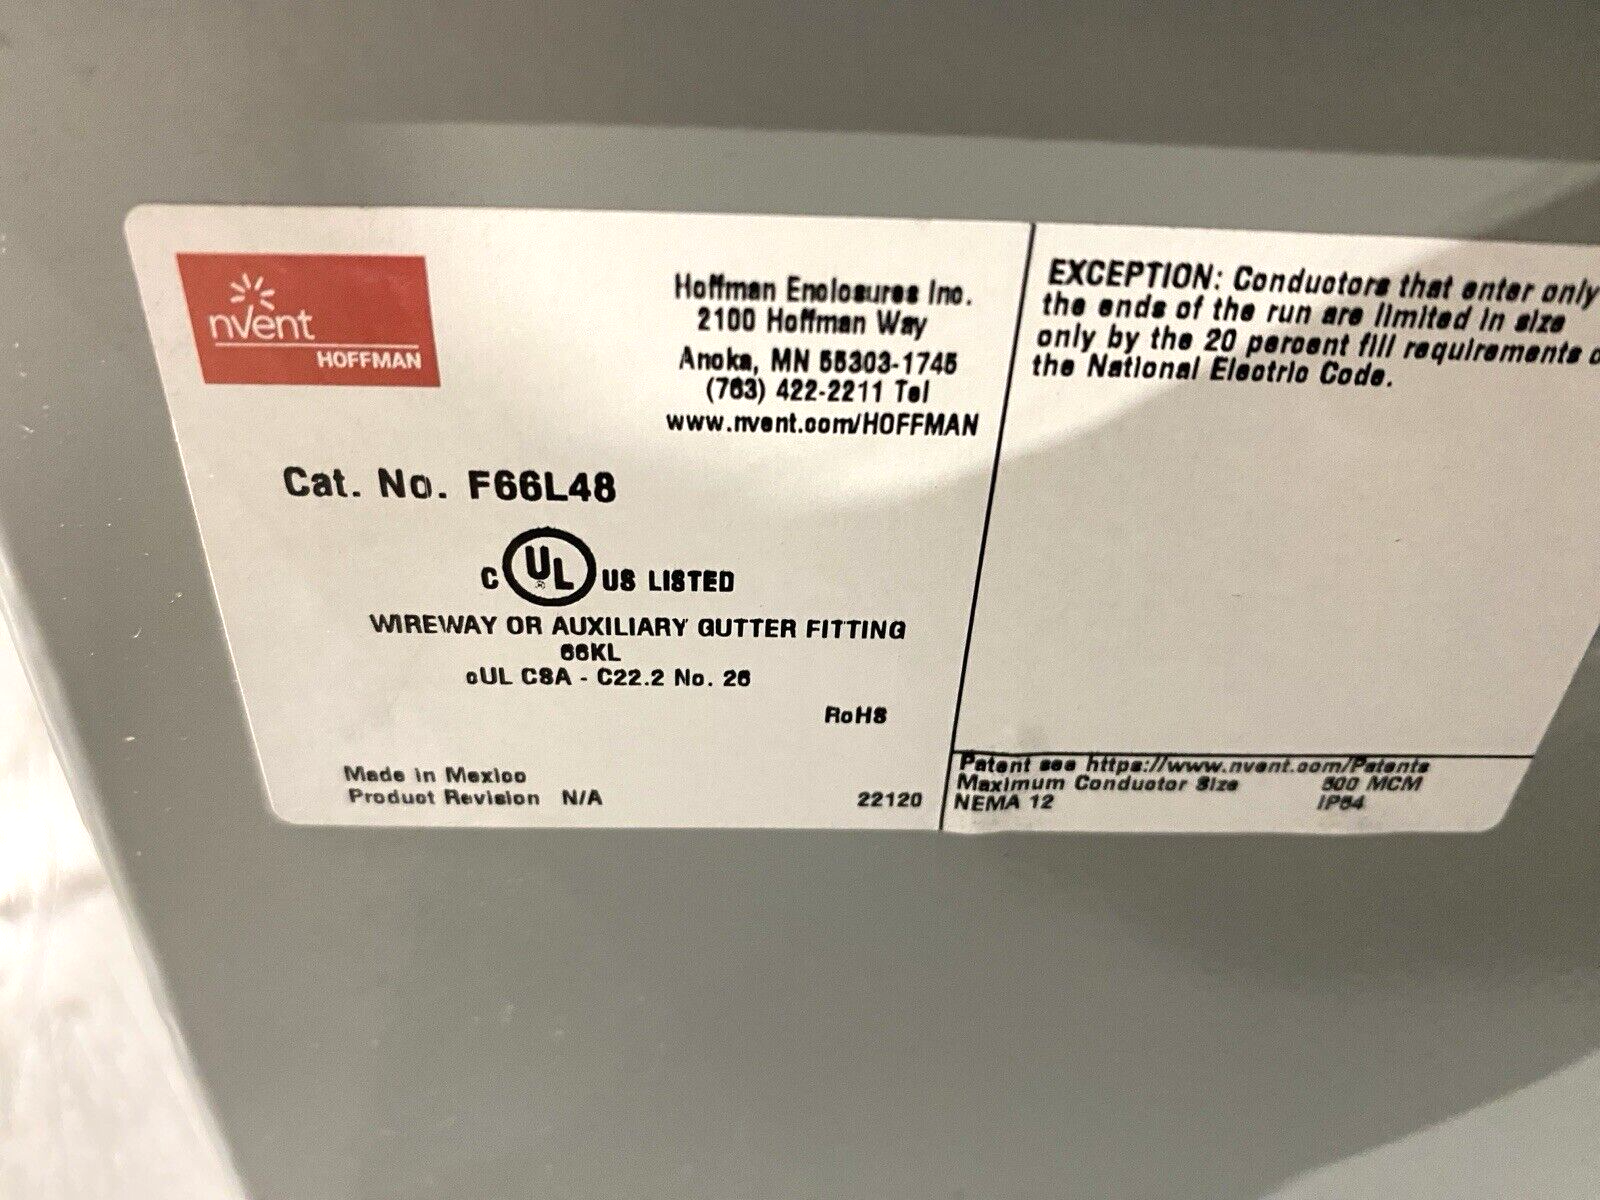 nVent
HOFFMAN
Hoffman Enclosures Inc.
2100 Hoffman Way
Anoka, MN 55303-1745
(763) 422-2211 Tel
www.nvent.com/HOFFMAN
Cat. No. F66L48
C UL US LISTED
WIREWAY OR AUXILIARY GUTTER FITTING
66KL
cUL CSA - C22.2 No. 26
RoHS
Made in Mexico
Product Revision N/A
22120
EXCEPTION: Conductors that enter only
the ends of the run are limited in size
only by the 20 percent fill requirements
the National Electric Code.
Patent see https://www.nvent.com/Patents
Maximum Conductor Size MCM
NEMA 12